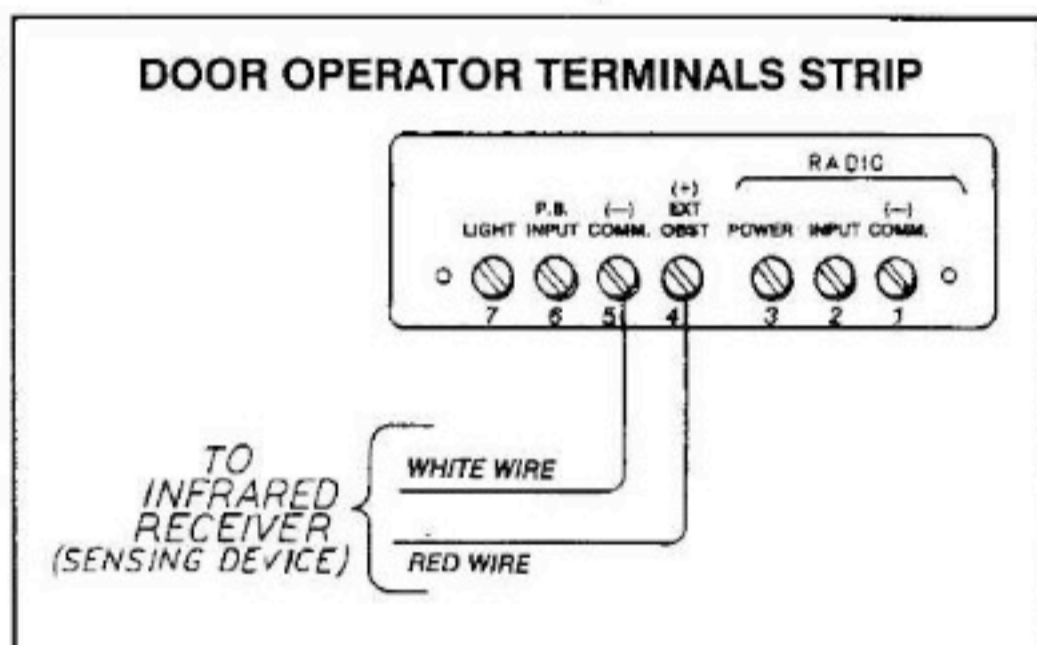 DOOR OPERATOR TERMINALS STRIP
RADIO
(+)
P.B. (—) EXT (—)
LIGHT INPUT COMM. OBST POWER INPUT COMM.
7 6 5 4 3 2 1
TO
INFRARED
RECEIVER
(SENSING DEVICE)
WHITE WIRE
RED WIRE